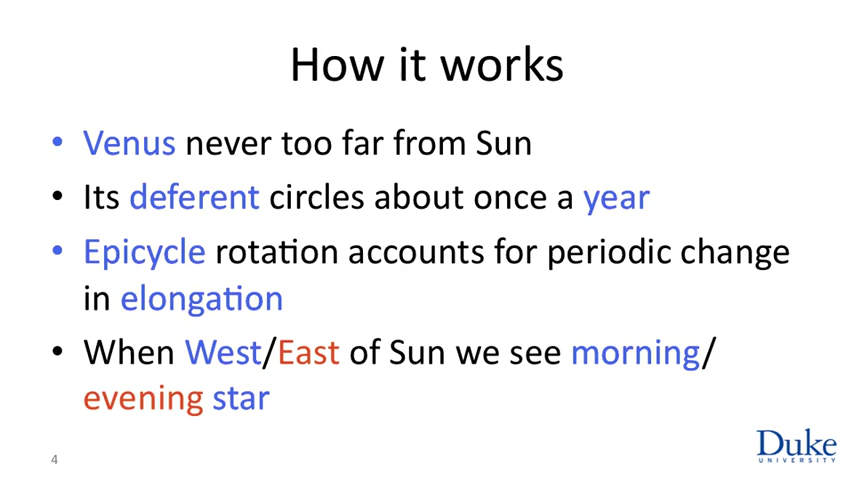 How it works
• Venus never too far from Sun
• Its deferent circles about once a year
• Epicycle rotation accounts for periodic change
in elongation
• When West/East of Sun we see morning/
evening star
4
Duke
UNIVERSITY